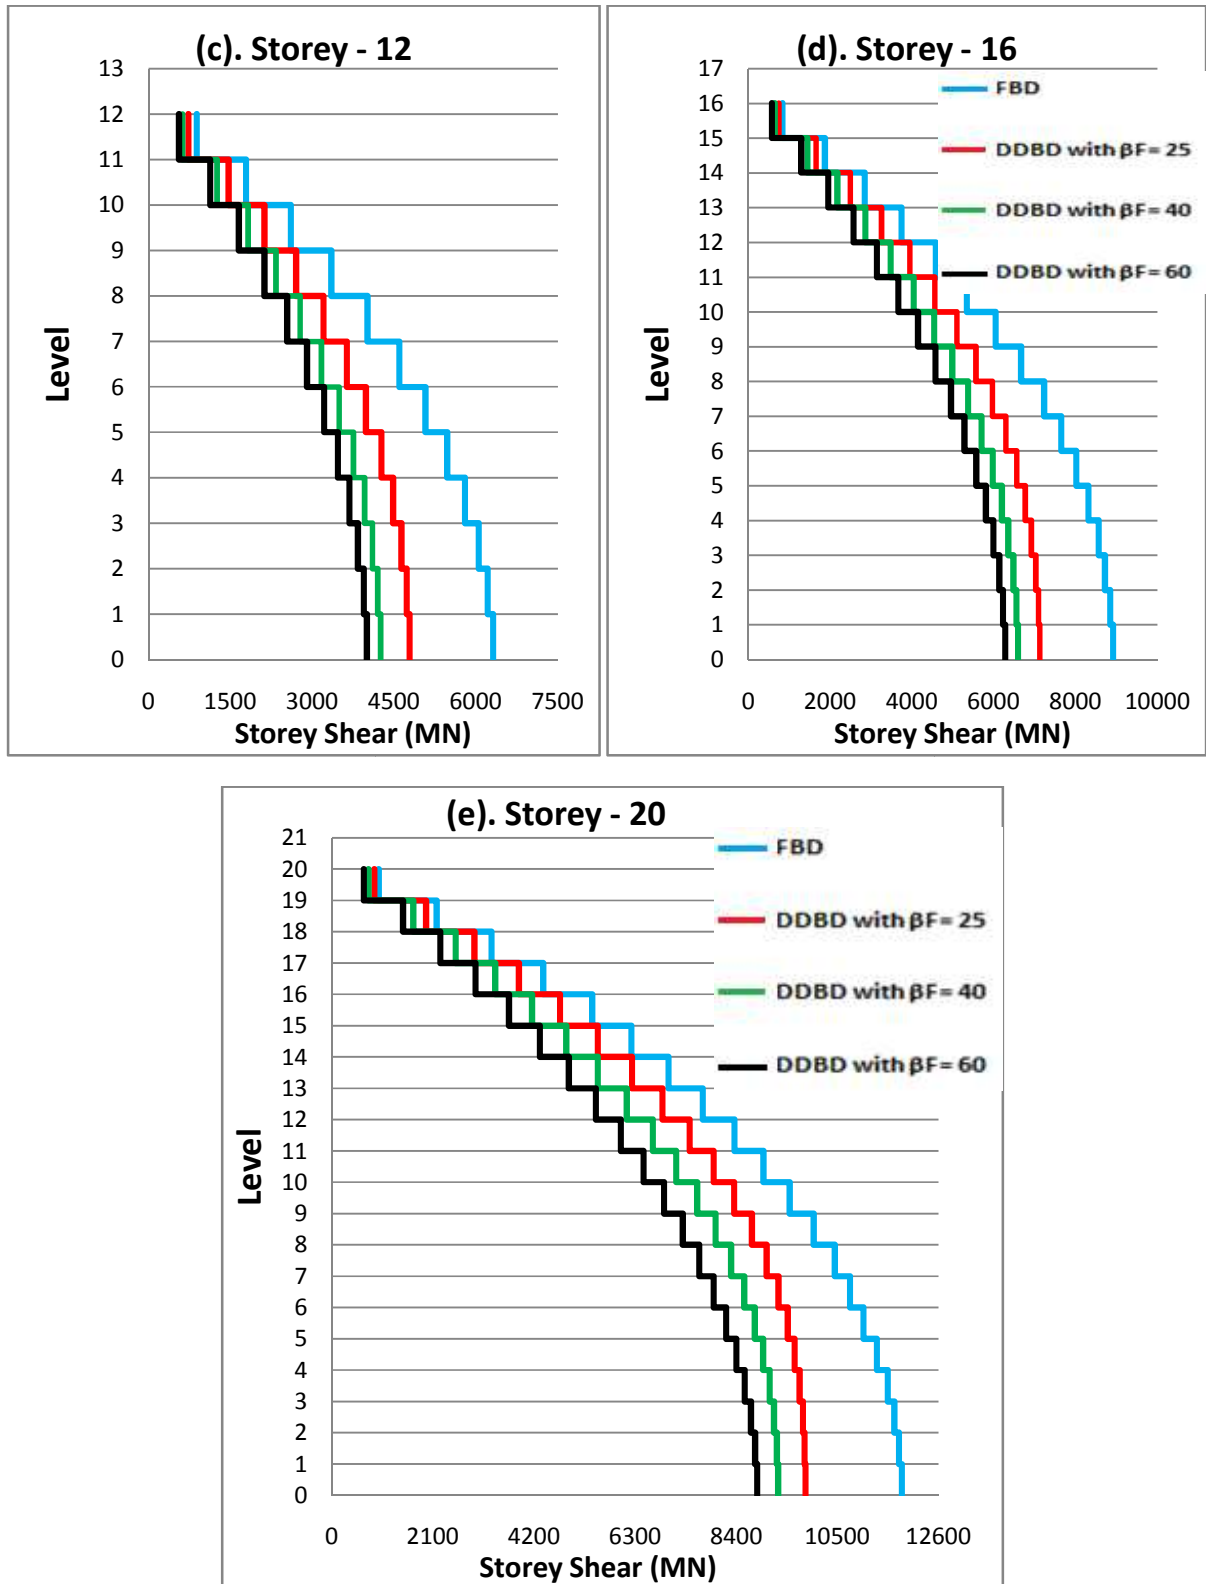 (c). Storey - 12
13
12
11
10
9
8
7
6
5
4
3
2
1
0
Level
0 1500 3000 4500 6000 7500
Storey Shear (MN)
(d). Storey - 16
17
16
15
14
13
12
11
10
9
8
7
6
5
4
3
2
1
0
Level
FBD
DDBD with βF= 25
DDBD with βF= 40
DDBD with βF= 60
0 2000 4000 6000 8000 10000
Storey Shear (MN)
(e). Storey - 20
21
20
19
18
17
16
15
14
13
12
11
10
9
8
7
6
5
4
3
2
1
0
Level
FBD
DDBD with βF= 25
DDBD with βF= 40
DDBD with βF= 60
0 2100 4200 6300 8400 10500 12600
Storey Shear (MN)